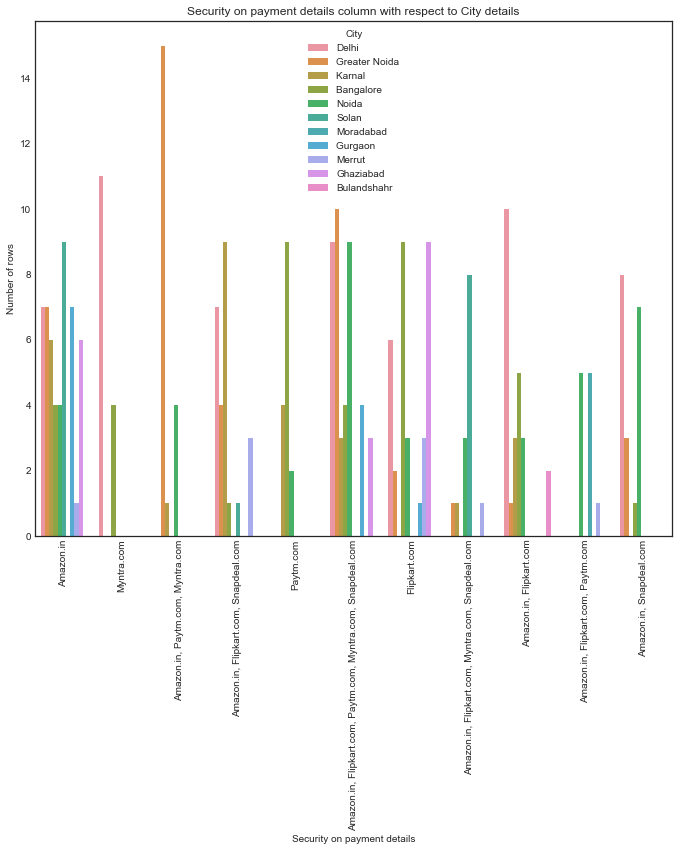 Security on payment details column with respect to City details
City
Delhi
Greater Noida
Karnal
Bangalore
Noida
Solan
Moradabad
Gurgaon
Merrut
Ghaziabad
Bulandshahr
Number of rows
14
12
10
8
6
4
2
0
Amazon.in
Myntra.com
Amazon.in, Paytm.com, Myntra.com
Amazon.in, Flipkart.com, Snapdeal.com
Paytm.com
Amazon.in, Flipkart.com, Paytm.com, Myntra.com, Snapdeal.com
Flipkart.com
Amazon.in, Flipkart.com, Myntra.com, Snapdeal.com
Amazon.in, Flipkart.com
Amazon.in, Flipkart.com, Paytm.com
Amazon.in, Snapdeal.com
Security on payment details